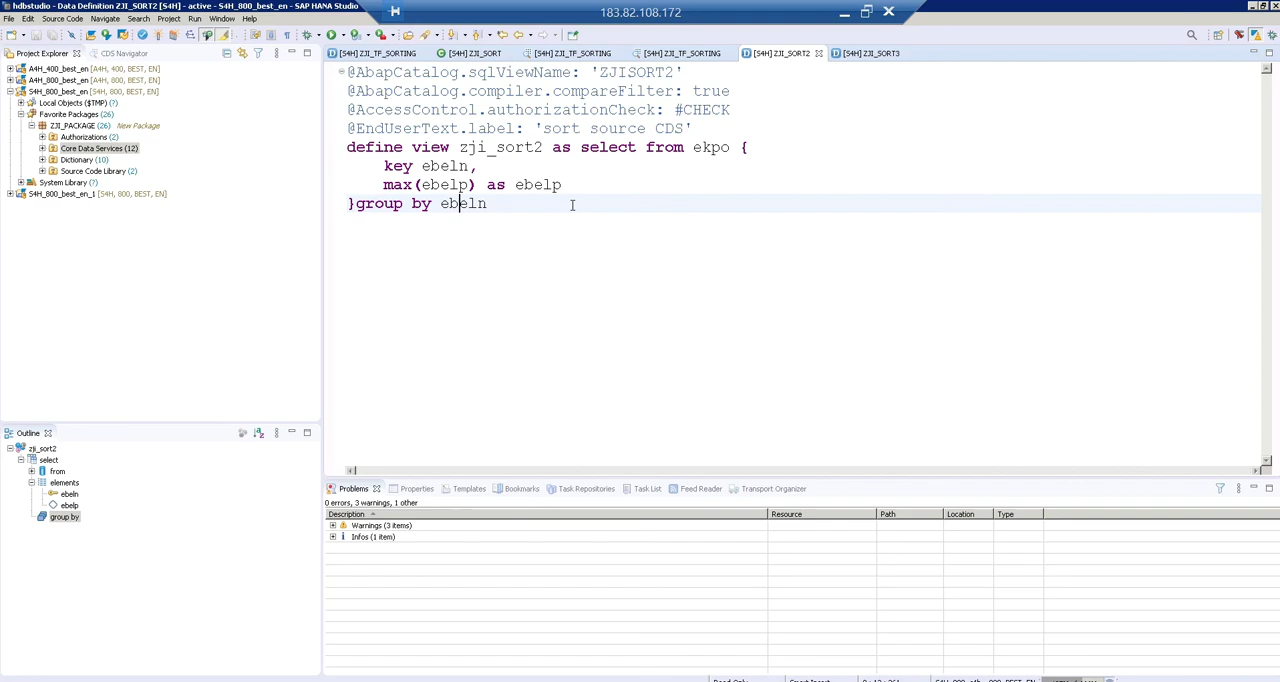 hdbstudio - Data Definition ZJI_SORT2 [S4H] - active - S4H_800_best_en - SAP HANA Studio
183.82.108.172
File Edit Source Code Navigate Search Project Run Window Help
Project Explorer CDS Navigator
[S4H] ZJI_TF_SORTING [S4H] ZJI_SORT [S4H] ZJI_TF_SORTING [S4H] ZJI_TF_SORTING [S4H] ZJI_SORT2 [S4H] ZJI_SORT3
A4H_400_best_en [A4H, 400, BEST, EN]
A4H_800_best_en [A4H, 800, BEST, EN]
S4H_800_best_en [S4H, 800, BEST, EN]
Local Objects ($TMP) (?)
Favorite Packages (26)
ZJI_PACKAGE (26) New Package
Authorizations (2)
Core Data Services (12)
Dictionary (10)
Source Code Library (2)
System Library (?)
S4H_800_best_en_1 [S4H, 800, BEST, EN]
@AbapCatalog.sqlViewName: 'ZJISORT2'
@AbapCatalog.compiler.compareFilter: true
@AccessControl.authorizationCheck: #CHECK
@EndUserText.label: 'sort source CDS'
define view zji_sort2 as select from ekpo {
key ebeln,
max(ebelp) as ebelp
}group by ebeln
Outline
zji_sort2
select
from
elements
ebeln
ebelp
group by
Problems Properties Templates Bookmarks Task Repositories Task List Feed Reader Transport Organizer
0 errors, 3 warnings, 1 other
Description Resource Path Location Type
Warnings (3 items)
Infos (1 item)